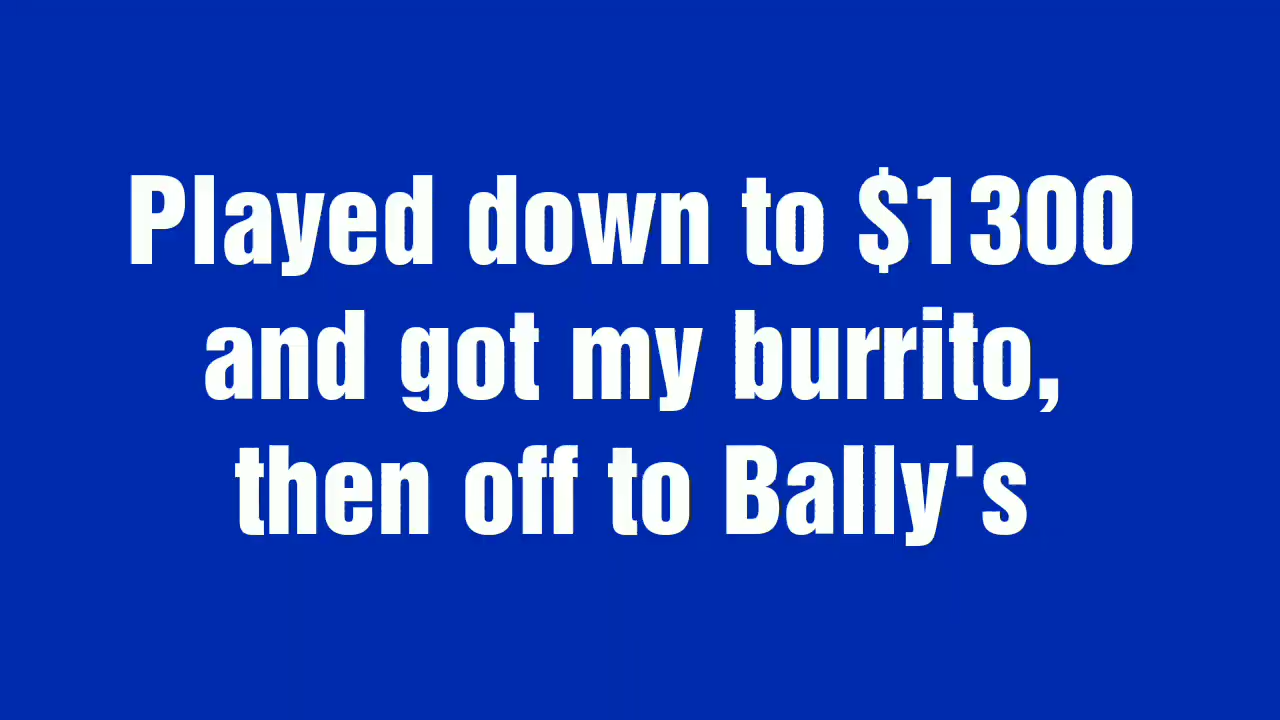 Played down to $1300
and got my burrito,
then off to Bally's